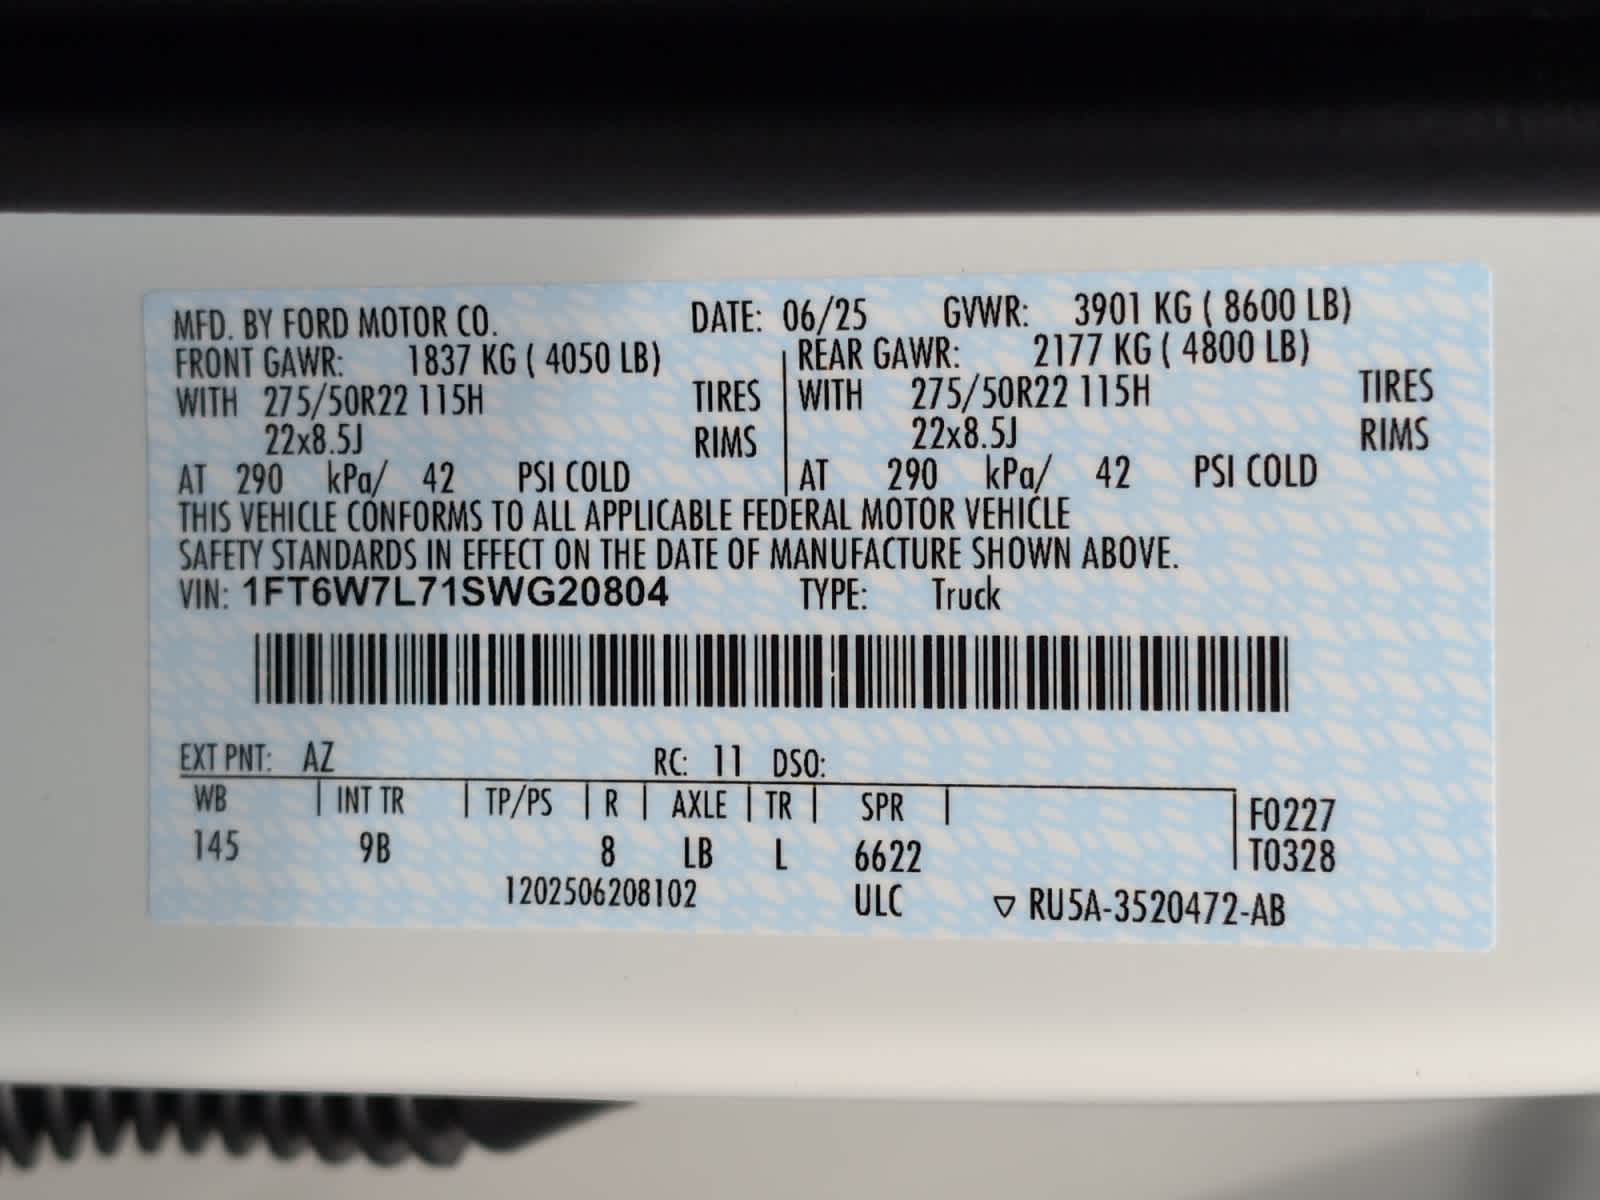 MFD. BY FORD MOTOR CO. DATE: 06/25 GVWR: 3901 KG ( 8600 LB)
FRONT GAWR: 1837 KG ( 4050 LB) REAR GAWR: 2177 KG ( 4800 LB)
WITH 275/50R22 115H TIRES WITH 275/50R22 115H TIRES
22x8.5J RIMS 22x8.5J RIMS
AT 290 kPa/ 42 PSI COLD AT 290 kPa/ 42 PSI COLD
THIS VEHICLE CONFORMS TO ALL APPLICABLE FEDERAL MOTOR VEHICLE
SAFETY STANDARDS IN EFFECT ON THE DATE OF MANUFACTURE SHOWN ABOVE.
VIN: 1FT6W7L71SWG20804 TYPE: Truck
EXT PNT: AZ RC: 11 DSO:
WB INT TR TP/PS R AXLE TR SPR F0227
145 9B 8 LB L 6622 T0328
1202506208102 ULC ▽ RU5A-3520472-AB